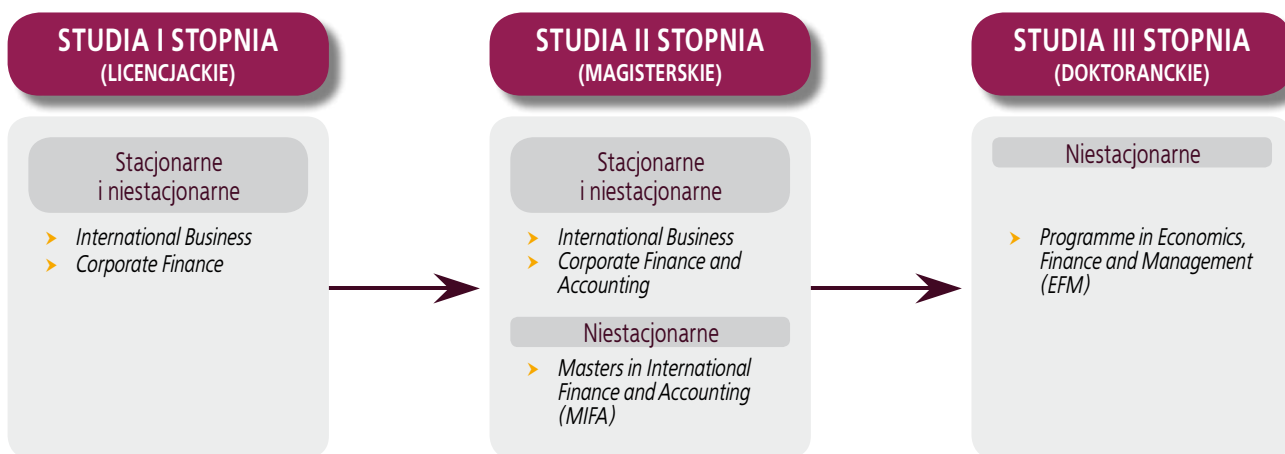 STUDIA I STOPNIA
(LICENCJACKIE)
Stacjonarne
i niestacjonarne
International Business
Corporate Finance
STUDIA II STOPNIA
(MAGISTERSKIE)
Stacjonarne
i niestacjonarne
International Business
Corporate Finance and
Accounting
Niestacjonarne
Masters in International
Finance and Accounting
(MIFA)
STUDIA III STOPNIA
(DOKTORANCKIE)
Niestacjonarne
Programme in Economics,
Finance and Management
(EFM)